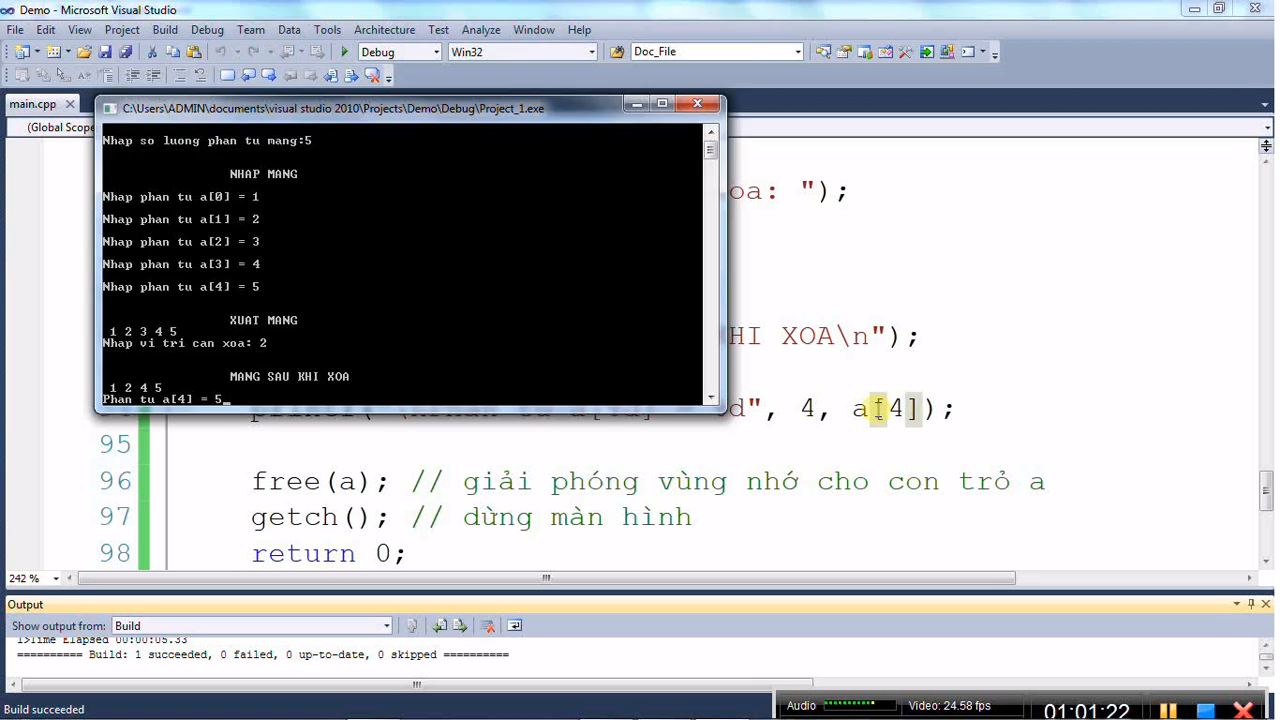 Demo - Microsoft Visual Studio
File Edit View Project Build Debug Team Data Tools Architecture Test Analyze Window Help
Debug Win32 Doc_File
main.cpp
C:\Users\ADMIN\documents\visual studio 2010\Projects\Demo\Debug\Project_1.exe
(Global Scope
Nhap so luong phan tu mang:5
NHAP MANG
Nhap phan tu a[0] = 1
Nhap phan tu a[1] = 2
Nhap phan tu a[2] = 3
Nhap phan tu a[3] = 4
Nhap phan tu a[4] = 5
XUAT MANG
1 2 3 4 5
Nhap vi tri can xoa: 2
MANG SAU KHI XOA
1 2 4 5
Phan tu a[4] = 5
oa: ");
HI XOA\n");
d", 4, a[4]);
95
96 free(a); // giải phóng vùng nhớ cho con trỏ a
97 getch(); // dừng màn hình
98 return 0;
242 %
Output
Show output from: Build
1>Time Elapsed 00:00:05.33
========== Build: 1 succeeded, 0 failed, 0 up-to-date, 0 skipped ==========
Build succeeded
Audio Video: 24.58 fps 01:01:22